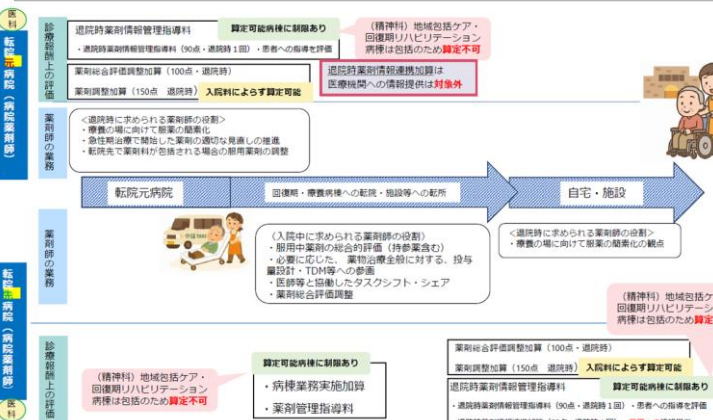 医科
転院元病院(病院薬剤師)
診療報酬上の評価
退院時薬剤情報管理指導料
算定可能病棟に制限あり
・退院時薬剤情報管理指導料(90点・退院時1回)・患者への指導を評価
(精神科)地域包括ケア・
回復期リハビリテーション
病棟は包括のため算定不可
薬剤総合評価調整加算(100点・退院時)
薬剤調整加算(150点 退院時)
入院料によらず算定可能
退院時薬剤情報連携加算は
医療機関への情報提供は対象外
薬剤師の業務
<退院時に求められる薬剤師の役割>
・療養の場に向けて服薬の簡素化
・急性期治療で開始した薬剤の適切な見直しの推進
・転院先で薬剤料が包括される場合の服用薬剤の調整
転院元病院
回復期・療養病棟への転院・施設等への転所
自宅・施設
薬剤師の業務
(入院中に求められる薬剤師の役割)
・服用中薬剤の総合的評価(持参薬含む)
・必要に応じた、薬物治療全般に対する、投与
量設計・TDM等への参画
・医師等と協働したタスクシフト・シェア
・薬剤総合評価調整
<退院時に求められる薬剤師の役割>
・療養の場に向けて服薬の簡素化の観点
転院先病院(病院薬剤師)
医科
診療報酬上の評価
(精神科)地域包括ケア・
回復期リハビリテーション
病棟は包括のため算定不可
算定可能病棟に制限あり
・病棟業務実施加算
・薬剤管理指導料
(精神科)地域包括ケ
回復期リハビリテーシ
病棟は包括のため算定
薬剤総合評価調整加算(100点・退院時)
薬剤調整加算(150点 退院時)
入院料によらず算定可能
退院時薬剤情報管理指導料
算定可能病棟に制限あり
・退院時薬剤情報管理指導料(90点・退院時1回)・患者への指導を評価